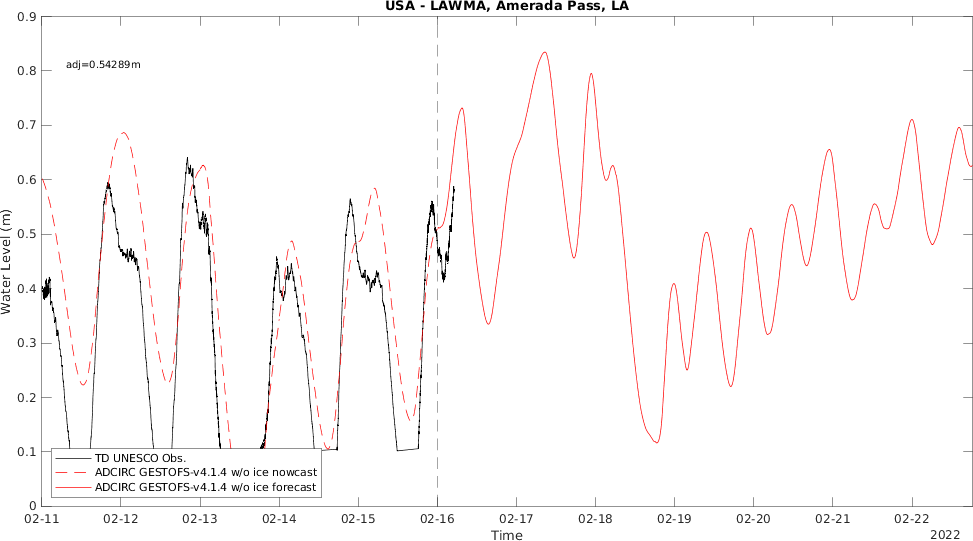 USA - LAWMA, Amerada Pass, LA
0.9
0.8
0.7
0.6
0.5
0.4
0.3
0.2
0.1
0
Water Level (m)
adj=0.54289m
TD UNESCO Obs.
ADCIRC GESTOFS-v4.1.4 w/o ice nowcast
ADCIRC GESTOFS-v4.1.4 w/o ice forecast
02-11 02-12 02-13 02-14 02-15 02-16 02-17 02-18 02-19 02-20 02-21 02-22
Time
2022